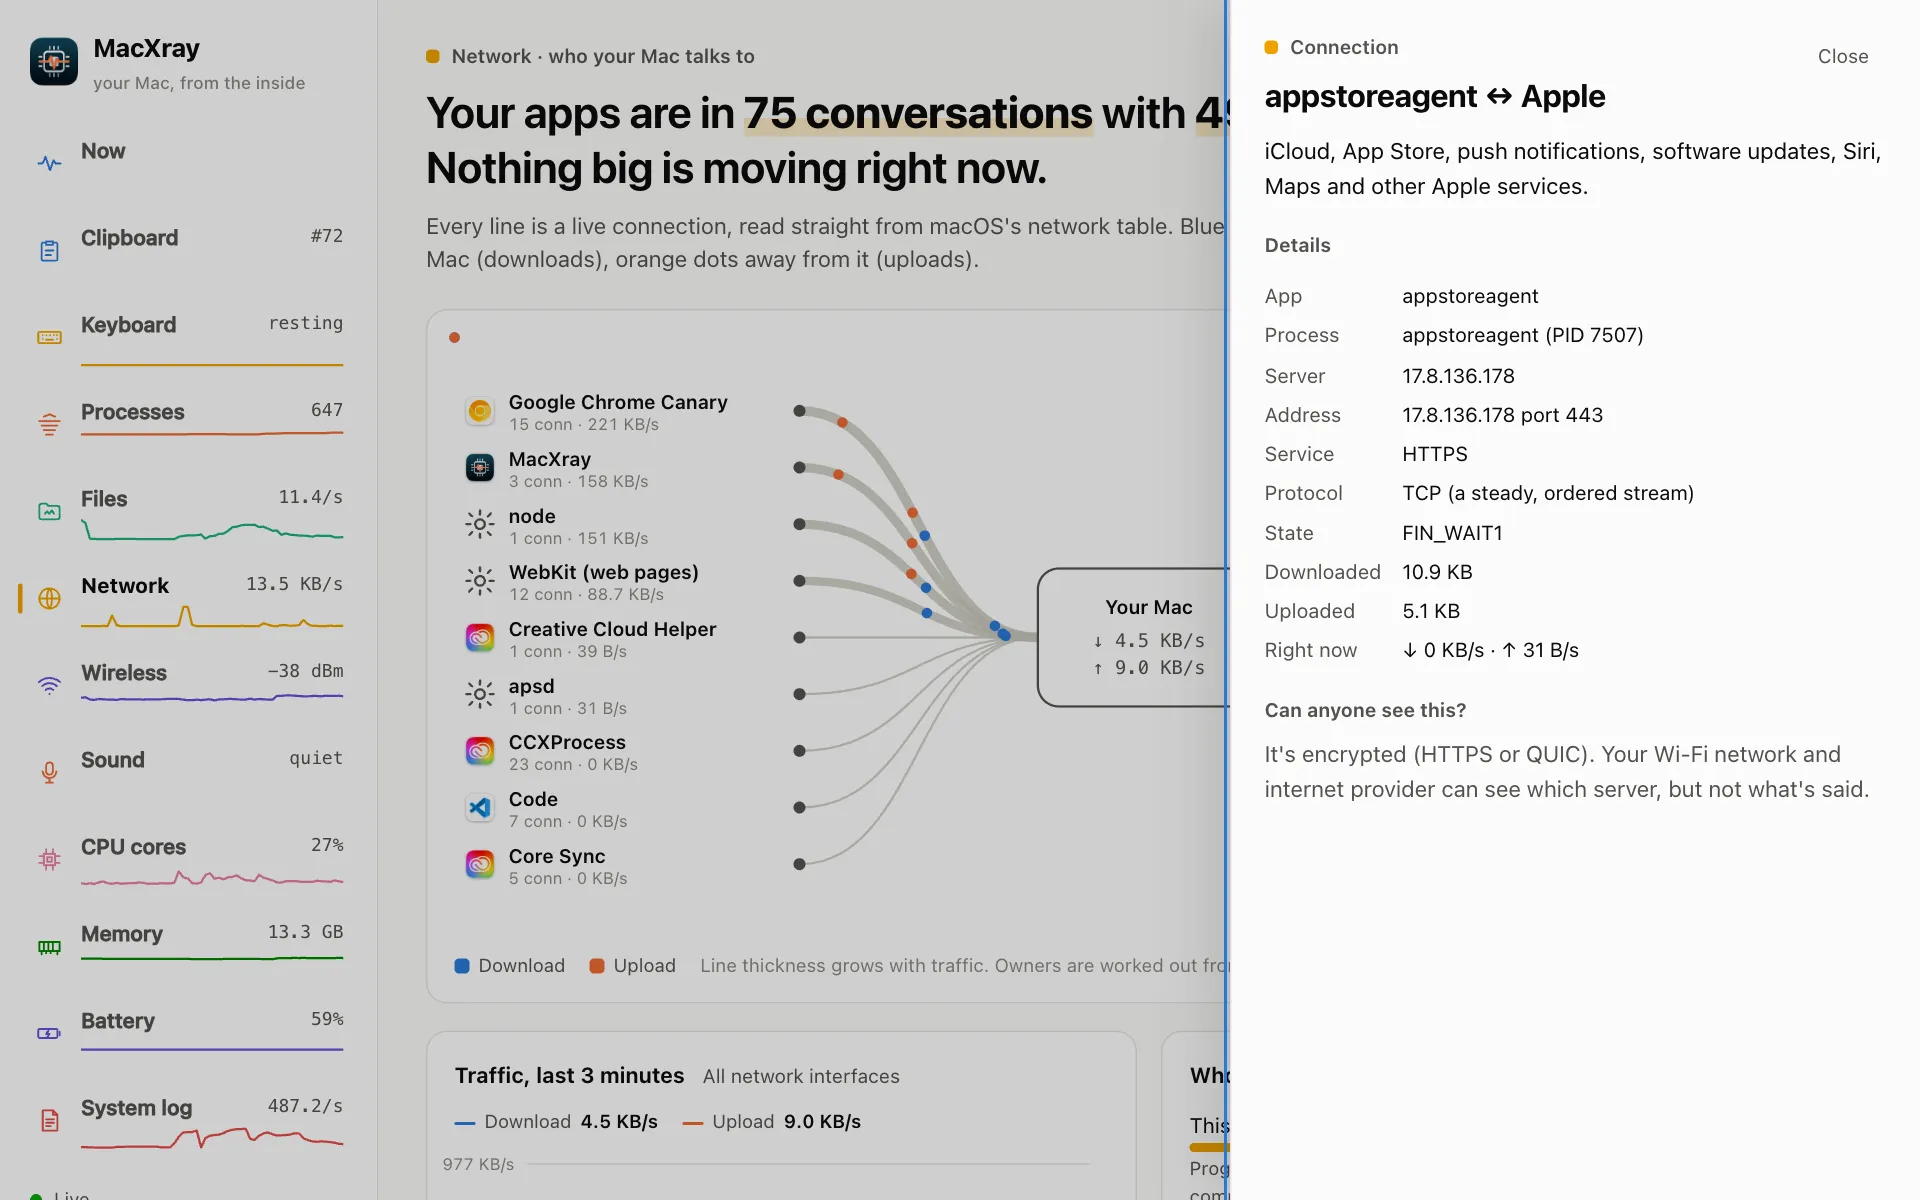 MacXray
your Mac, from the inside
Now
Clipboard #72
Keyboard resting
Processes 647
Files 11.4/s
Network 13.5 KB/s
Wireless −38 dBm
Sound quiet
CPU cores 27%
Memory 13.3 GB
Battery 59%
System log 487.2/s
Live
Network · who your Mac talks to
Your apps are in 75 conversations with
Nothing big is moving right now.
Every line is a live connection, read straight from macOS's network table. Blue
Mac (downloads), orange dots away from it (uploads).
Google Chrome Canary
15 conn · 221 KB/s
MacXray
3 conn · 158 KB/s
node
1 conn · 151 KB/s
WebKit (web pages)
12 conn · 88.7 KB/s
Creative Cloud Helper
1 conn · 39 B/s
apsd
1 conn · 31 B/s
CCXProcess
23 conn · 0 KB/s
Code
7 conn · 0 KB/s
Core Sync
5 conn · 0 KB/s
Your Mac
↓ 4.5 KB/s
↑ 9.0 KB/s
Download Upload Line thickness grows with traffic. Owners are worked out
Traffic, last 3 minutes All network interfaces
Download 4.5 KB/s Upload 9.0 KB/s
977 KB/s
This
Connection
Close
appstoreagent ↔ Apple
iCloud, App Store, push notifications, software updates, Siri,
Maps and other Apple services.
Details
App appstoreagent
Process appstoreagent (PID 7507)
Server 17.8.136.178
Address 17.8.136.178 port 443
Service HTTPS
Protocol TCP (a steady, ordered stream)
State FIN_WAIT1
Downloaded 10.9 KB
Uploaded 5.1 KB
Right now ↓ 0 KB/s · ↑ 31 B/s
Can anyone see this?
It's encrypted (HTTPS or QUIC). Your Wi-Fi network and
internet provider can see which server, but not what's said.